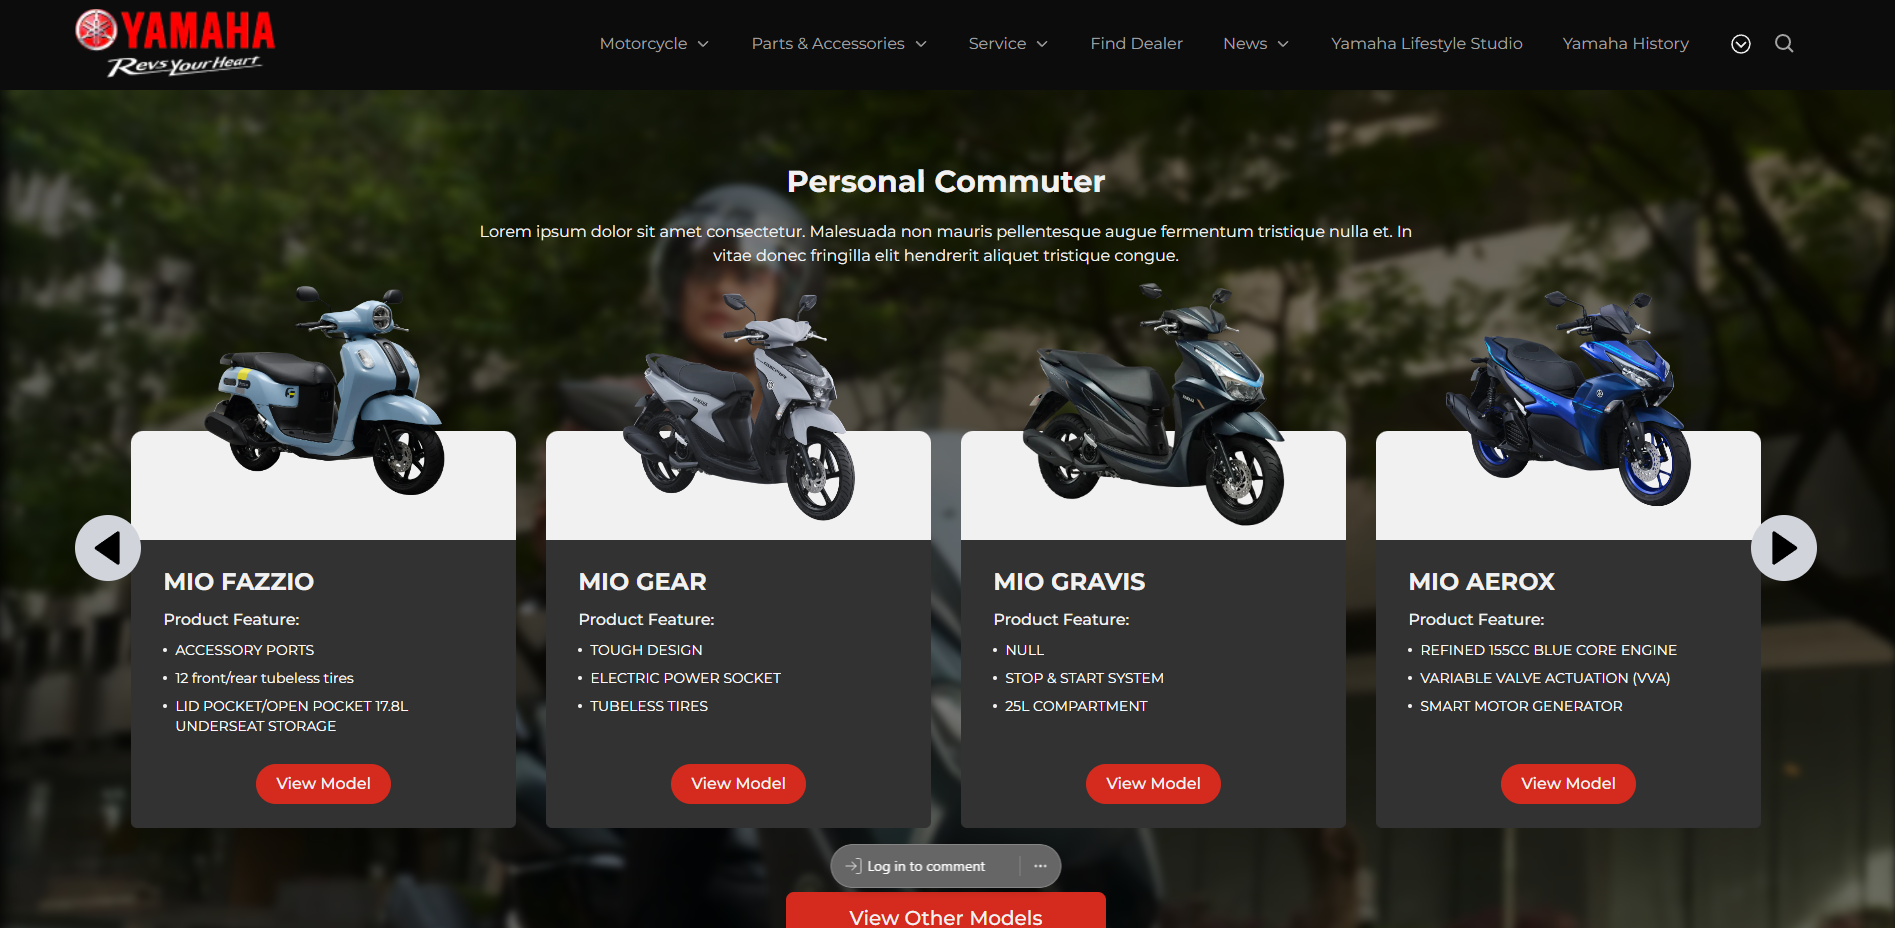 YAMAHA
Revs Your Heart
Motorcycle
Parts & Accessories
Service
Find Dealer
News
Yamaha Lifestyle Studio
Yamaha History
Personal Commuter
Lorem ipsum dolor sit amet consectetur. Malesuada non mauris pellentesque augue fermentum tristique nulla et. In
vitae donec fringilla elit hendrerit aliquet tristique congue.
MIO FAZZIO
Product Feature:
• ACCESSORY PORTS
• 12 front/rear tubeless tires
• LID POCKET/OPEN POCKET 17.8L
UNDERSEAT STORAGE
View Model
MIO GEAR
Product Feature:
• TOUGH DESIGN
• ELECTRIC POWER SOCKET
• TUBELESS TIRES
View Model
MIO GRAVIS
Product Feature:
• NULL
• STOP & START SYSTEM
• 25L COMPARTMENT
View Model
MIO AEROX
Product Feature:
• REFINED 155CC BLUE CORE ENGINE
• VARIABLE VALVE ACTUATION (VVA)
• SMART MOTOR GENERATOR
View Model
Log in to comment
View Other Models